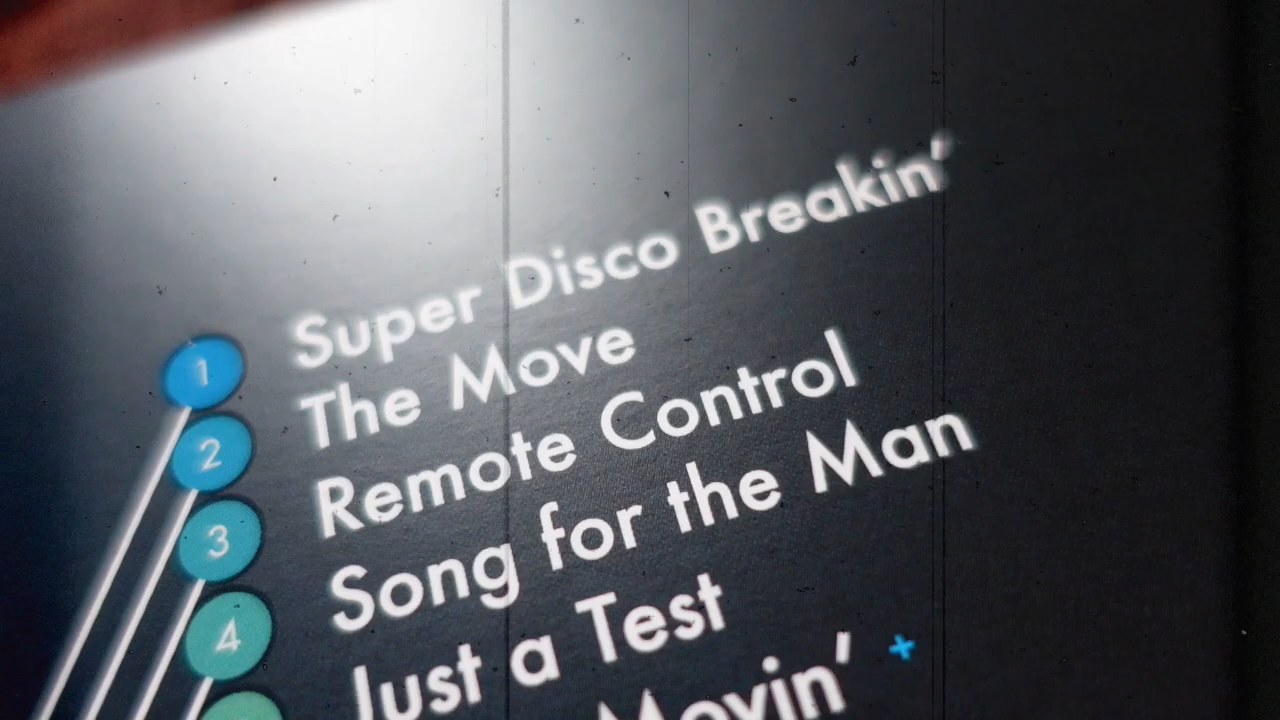 1 Super Disco Breakin'
2 The Move
3 Remote Control
4 Song for the Man
Just a Test
Movin' +